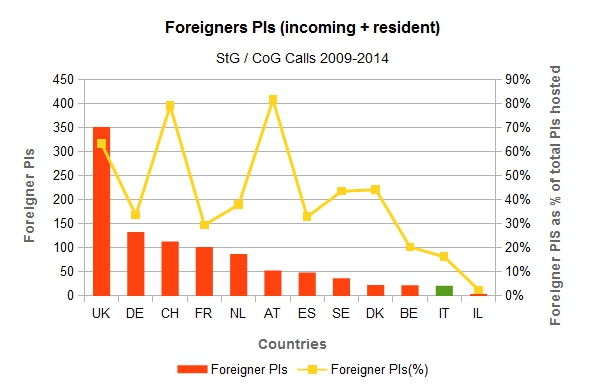 Foreigners PIs (incoming + resident)
StG / CoG Calls 2009-2014
450 90%
400 80%
350 70%
300 60%
250 50%
200 40%
150 30%
100 20%
50 10%
0 0%
Foreigner PIs
Foreigner PIS as % of total PIs hosted
UK DE CH FR NL AT ES SE DK BE IT IL
Countries
Foreigner PIs Foreigner PIs(%)